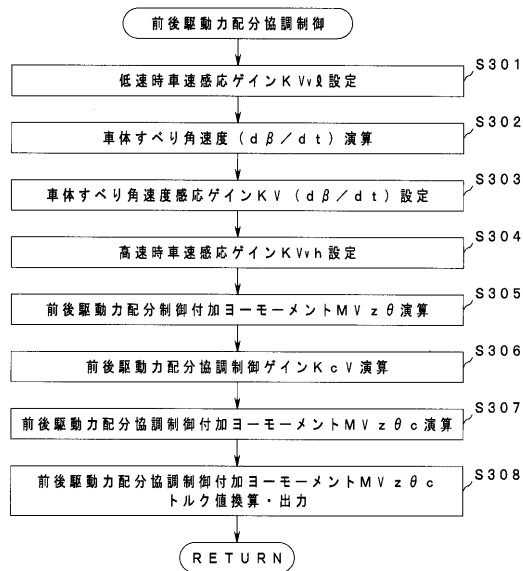 前後駆動力配分協調制御
S301
低速時車速感応ゲインKVvℓ設定
S302
車体すべり角速度(dβ/dt)演算
S303
車体すべり角速度感応ゲインKV(dβ/dt)設定
S304
高速時車速感応ゲインKVvh設定
S305
前後駆動力配分制御付加ヨーモーメントMVzθ演算
S306
前後駆動力配分協調制御ゲインKcV演算
S307
前後駆動力配分協調制御付加ヨーモーメントMVzθc演算
S308
前後駆動力配分協調制御付加ヨーモーメントMVzθc
トルク値換算・出力
RETURN